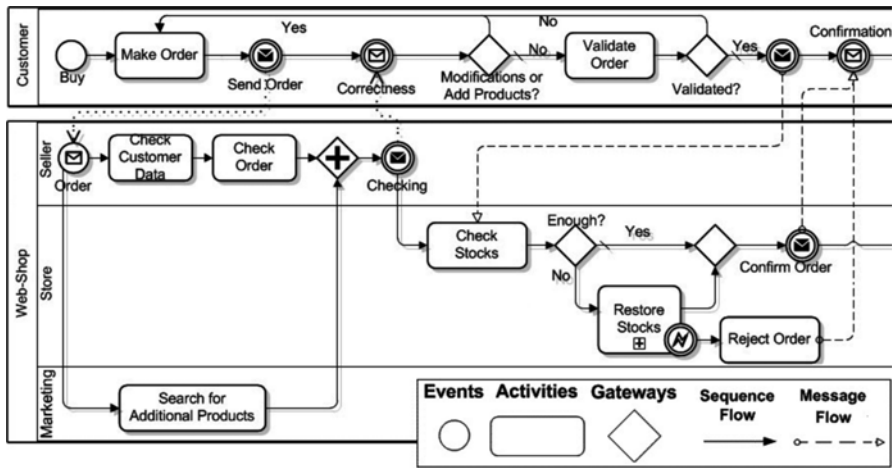 Customer
Yes
No
Confirmation
Make Order
No
Validate
Order
Yes
Buy
Send Order
Correctness
Modifications or
Add Products?
Validated?
Web-Shop
Seller
Check
Customer
Data
Check
Order
Order
Checking
Store
Check
Stocks
Enough?
Yes
No
Confirm Order
Restore
Stocks
Reject Order
Marketing
Search for
Additional Products
Events Activities Gateways Sequence
Flow
Message
Flow